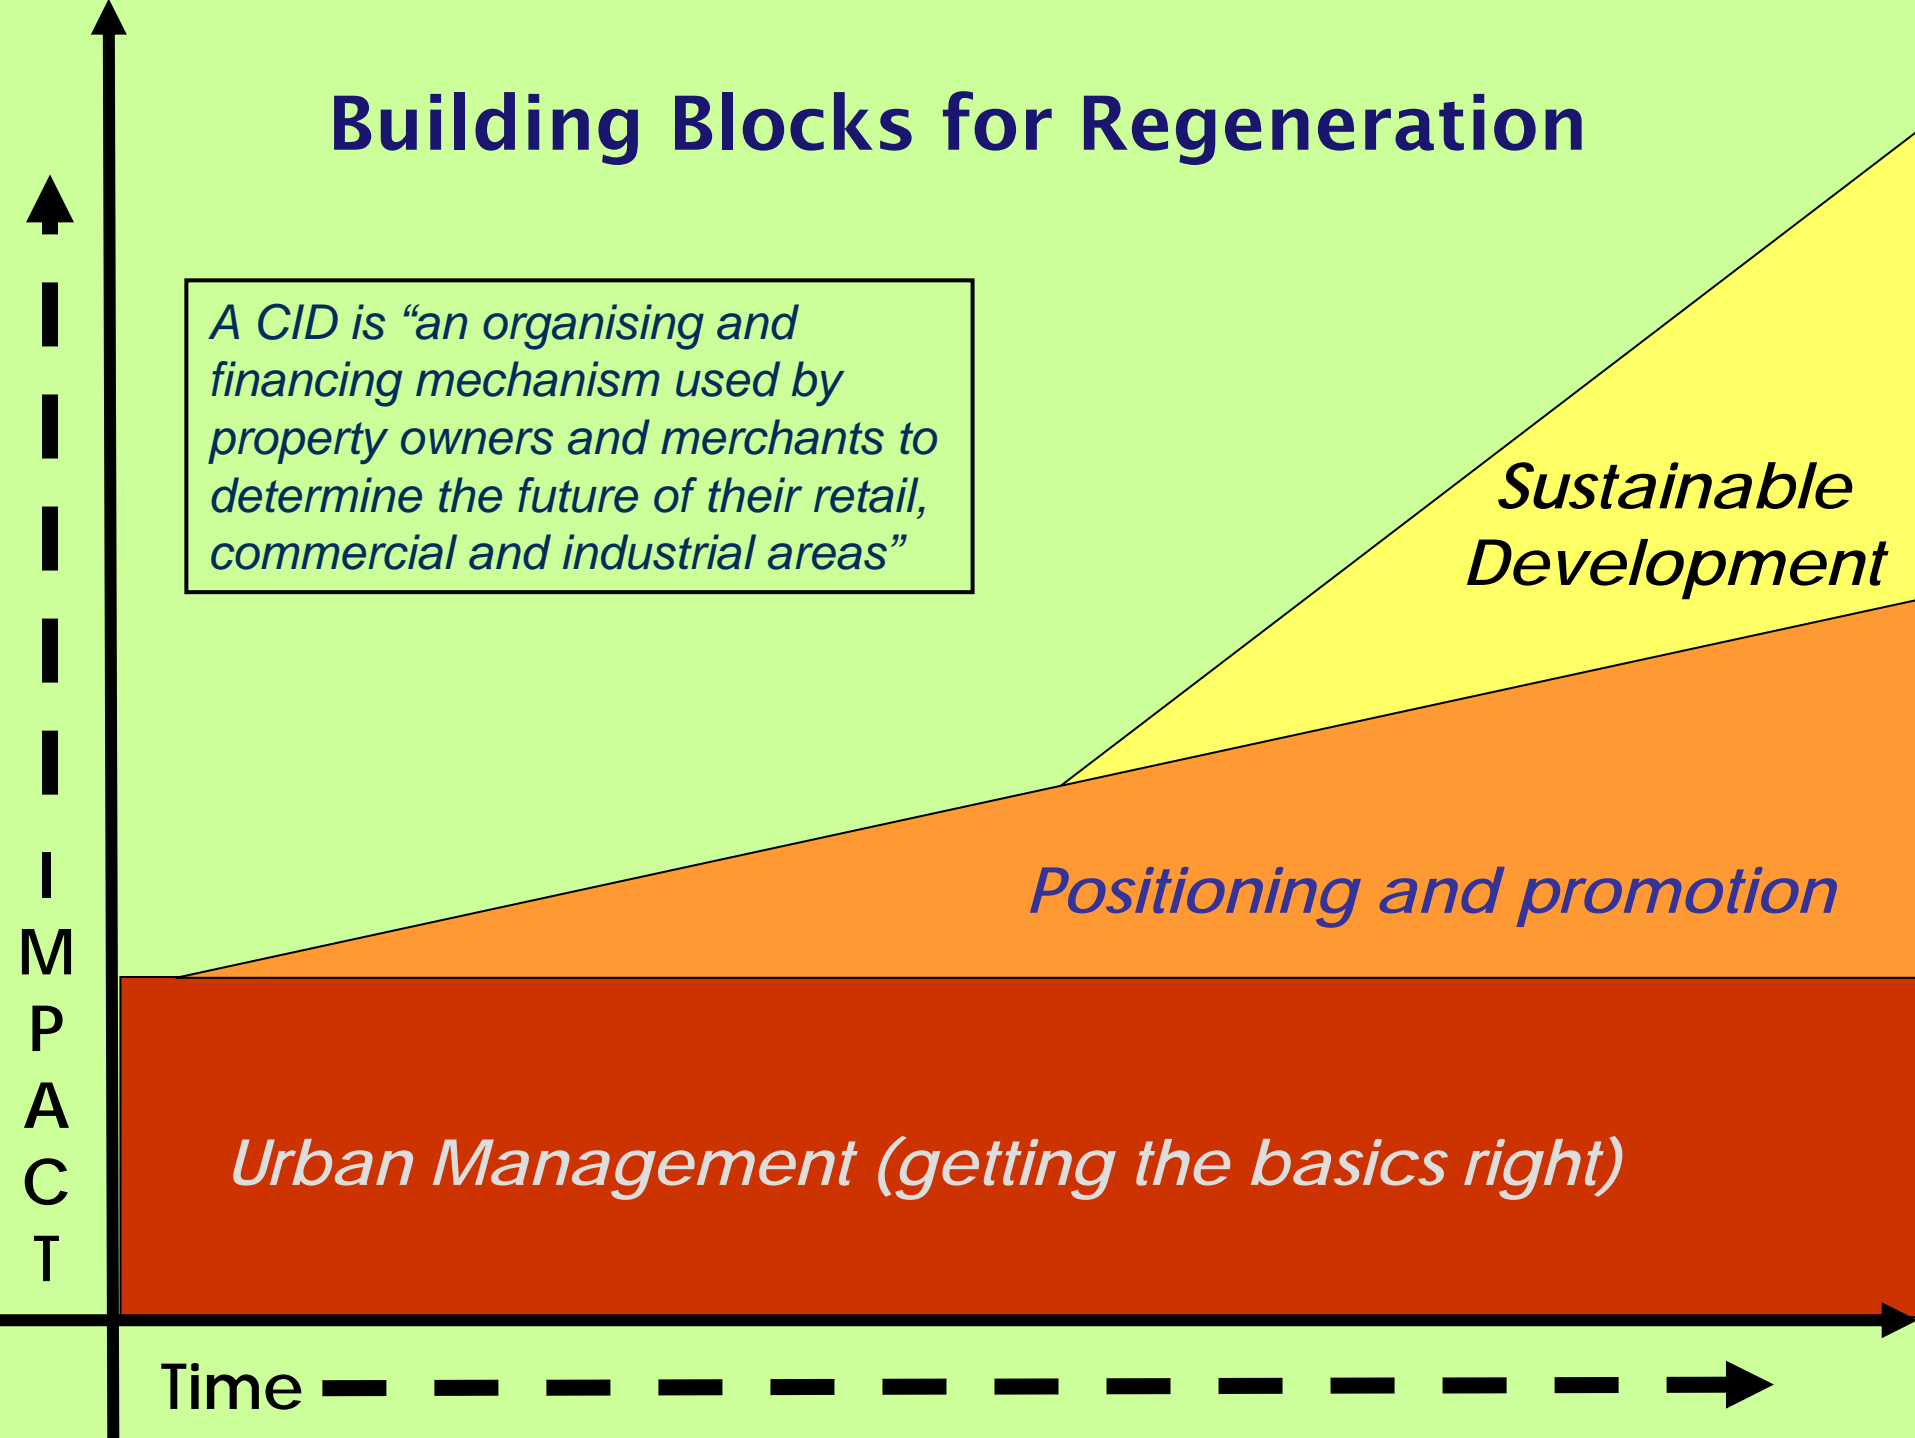 Building Blocks for Regeneration
A CID is “an organising and
financing mechanism used by
property owners and merchants to
determine the future of their retail,
commercial and industrial areas”
Sustainable
Development
Positioning and promotion
Urban Management (getting the basics right)
I
M
P
A
C
T
Time